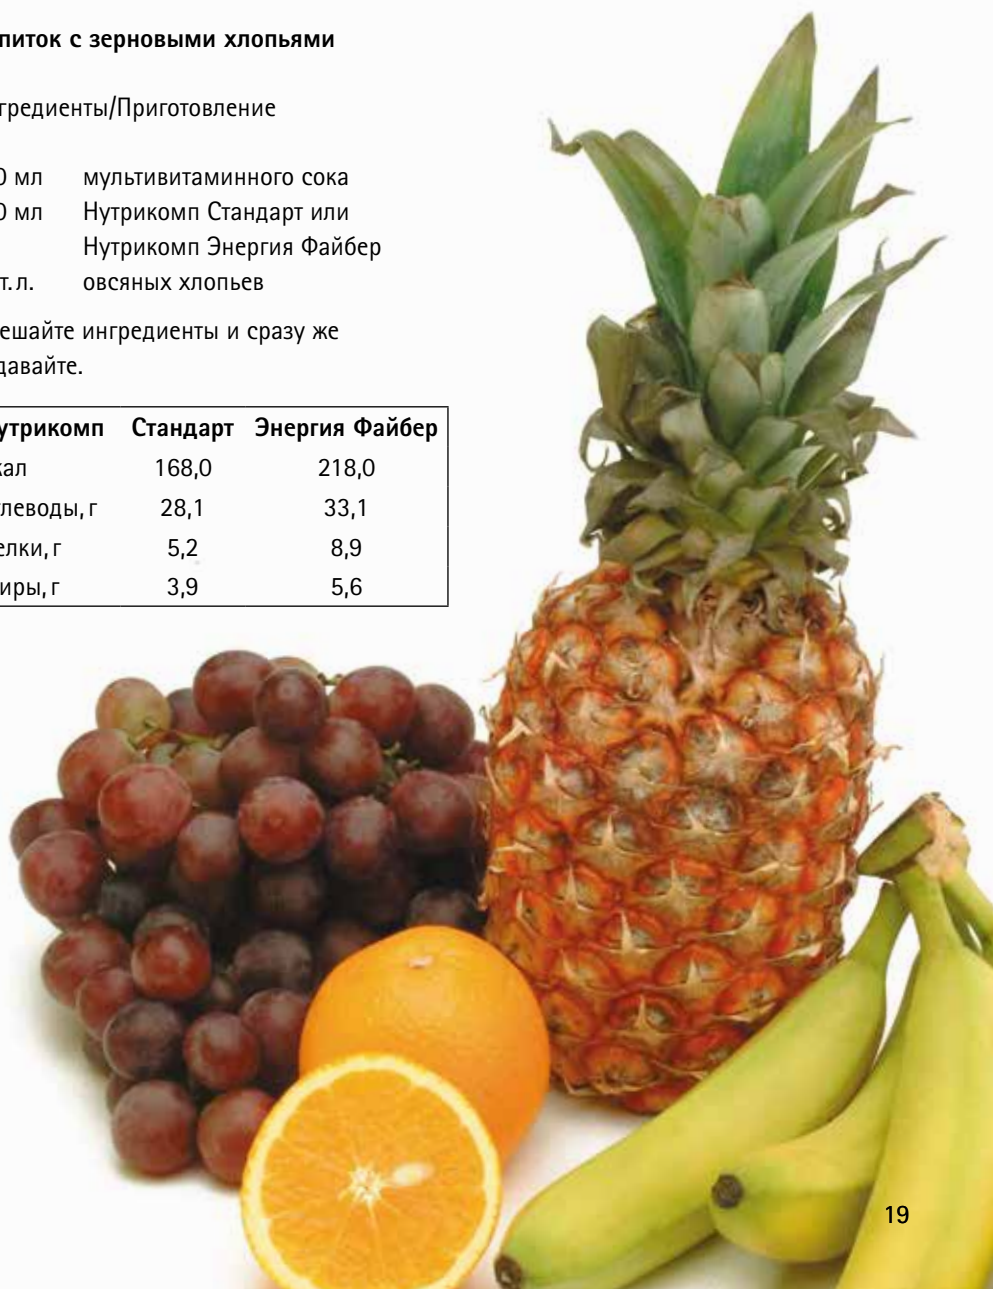 питок с зерновыми хлопьями
гредиенты/Приготовление
0 мл мультивитаминного сока
0 мл Нутрикомп Стандарт или
Нутрикомп Энергия Файбер
т. л. овсяных хлопьев
ешайте ингредиенты и сразу же
давайте.
утрикомп Стандарт Энергия Файбер
кал 168,0 218,0
глеводы, г 28,1 33,1
елки, г 5,2 8,9
иры, г 3,9 5,6
19